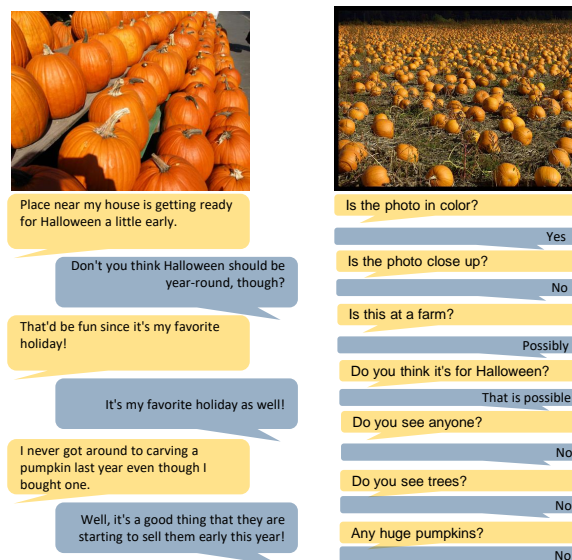 Place near my house is getting ready
for Halloween a little early.
Don't you think Halloween should be
year-round, though?
That'd be fun since it's my favorite
holiday!
It's my favorite holiday as well!
I never got around to carving a
pumpkin last year even though I
bought one.
Well, it's a good thing that they are
starting to sell them early this year!
Is the photo in color?
Yes
Is the photo close up?
No
Is this at a farm?
Possibly
Do you think it's for Halloween?
That is possible
Do you see anyone?
No
Do you see trees?
No
Any huge pumpkins?
No